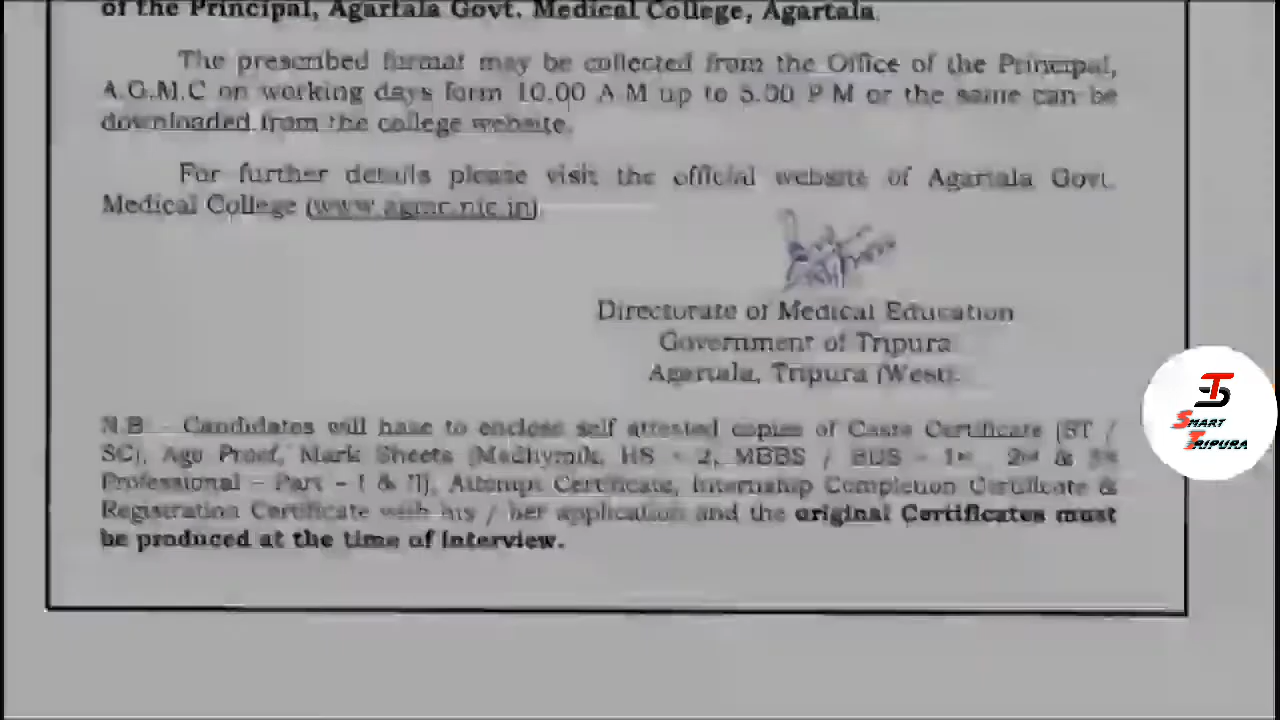 of the Principal, Agartala Govt. Medical College, Agartala.
The prescribed format may be collected from the Office of the Principal,
A.G.M.C on working days form 10.00 A.M up to 5.00 P.M or the same can be
downloaded from the college website.
For further details please visit the official website of Agartala Govt.
Medical College (www.agmc.nic.in)
Directorate of Medical Education
Government of Tripura
Agartala, Tripura (West).
N.B - Candidates will have to enclose self attested copies of Caste Certificate (ST /
SC), Age Proof, Mark Sheets (Madhymik, HS + 2, MBBS / BDS - 1st, 2nd & 3rd
Professional - Part - I & II), Attempt Certificate, Internship Completion Certificate &
Registration Certificate with his / her application and the original Certificates must
be produced at the time of Interview.
SMART
TRIPURA